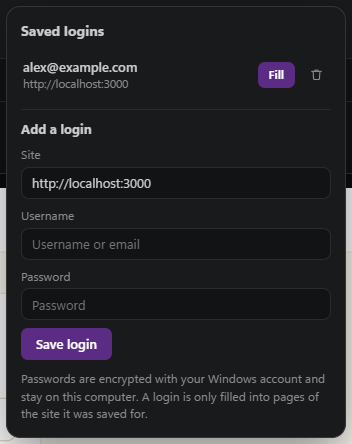 Saved logins
alex@example.com
http://localhost:3000
Fill
Add a login
Site
http://localhost:3000
Username
Username or email
Password
Password
Save login
Passwords are encrypted with your Windows account and
stay on this computer. A login is only filled into pages of
the site it was saved for.